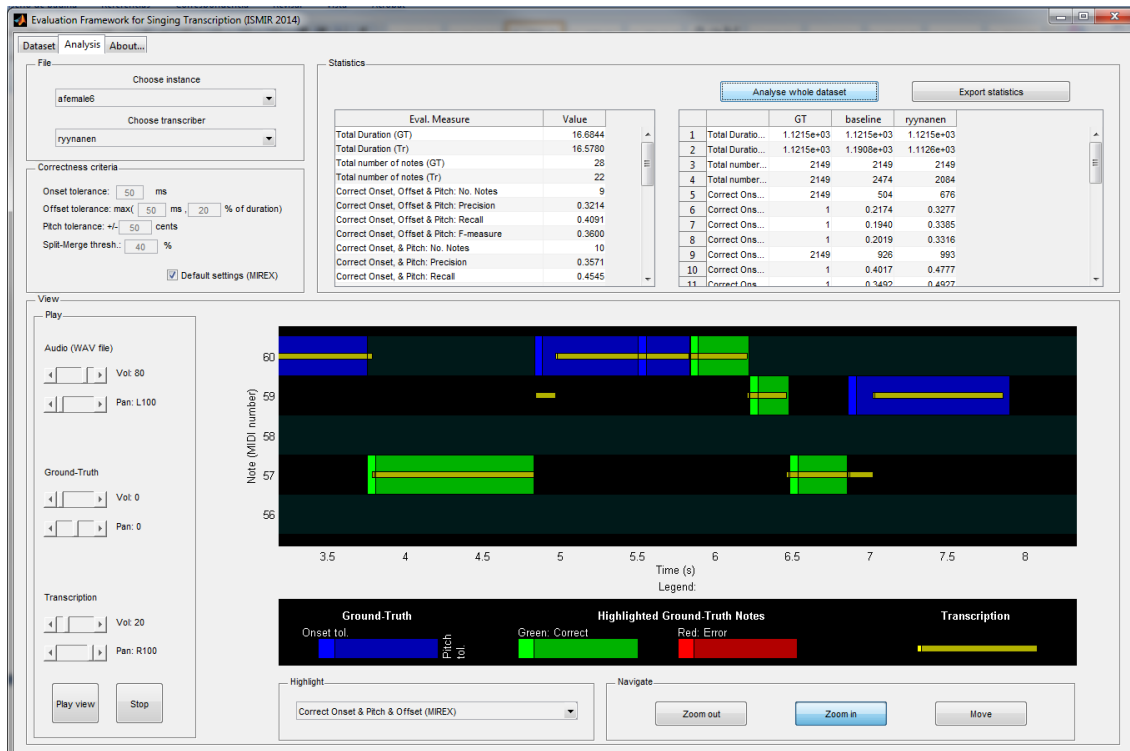 Evaluation Framework for Singing Transcription (ISMIR 2014)
Dataset Analysis About...
File
Choose instance
afemale6
Choose transcriber
ryynanen
Correctness criteria
Onset tolerance: 50 ms
Offset tolerance: max( 50 ms , 20 % of duration)
Pitch tolerance: +/- 50 cents
Split-Merge thresh.: 40 %
Default settings (MIREX)
Statistics
Analyse whole dataset Export statistics
Eval. Measure Value
Total Duration (GT) 16.6844
Total Duration (Tr) 16.5780
Total number of notes (GT) 28
Total number of notes (Tr) 22
Correct Onset, Offset & Pitch: No. Notes 9
Correct Onset, Offset & Pitch: Precision 0.3214
Correct Onset, Offset & Pitch: Recall 0.4091
Correct Onset, Offset & Pitch: F-measure 0.3600
Correct Onset, & Pitch: No. Notes 10
Correct Onset, & Pitch: Precision 0.3571
Correct Onset, & Pitch: Recall 0.4545
GT baseline ryynanen
1 Total Duratio... 1.1215e+03 1.1215e+03 1.1215e+03
2 Total Duratio... 1.1215e+03 1.1908e+03 1.1126e+03
3 Total number... 2149 2149 2149
4 Total number... 2149 2474 2084
5 Correct Ons... 2149 504 676
6 Correct Ons... 1 0.2174 0.3277
7 Correct Ons... 1 0.1940 0.3385
8 Correct Ons... 1 0.2019 0.3316
9 Correct Ons... 2149 926 993
10 Correct Ons... 1 0.4017 0.4777
11 Correct Ons... 1 0.3492 0.4927
View
Play
Audio (WAV file)
Vol: 80
Pan: L100
Ground-Truth
Vol: 0
Pan: 0
Transcription
Vol: 20
Pan: R100
Play view Stop
Note (MIDI number)
60
59
58
57
56
3.5 4 4.5 5 5.5 6 6.5 7 7.5 8
Time (s)
Legend:
Ground-Truth Highlighted Ground-Truth Notes Transcription
Onset tol. Pitch tol. Green: Correct Red: Error
Highlight
Correct Onset & Pitch & Offset (MIREX)
Navigate
Zoom out Zoom in Move